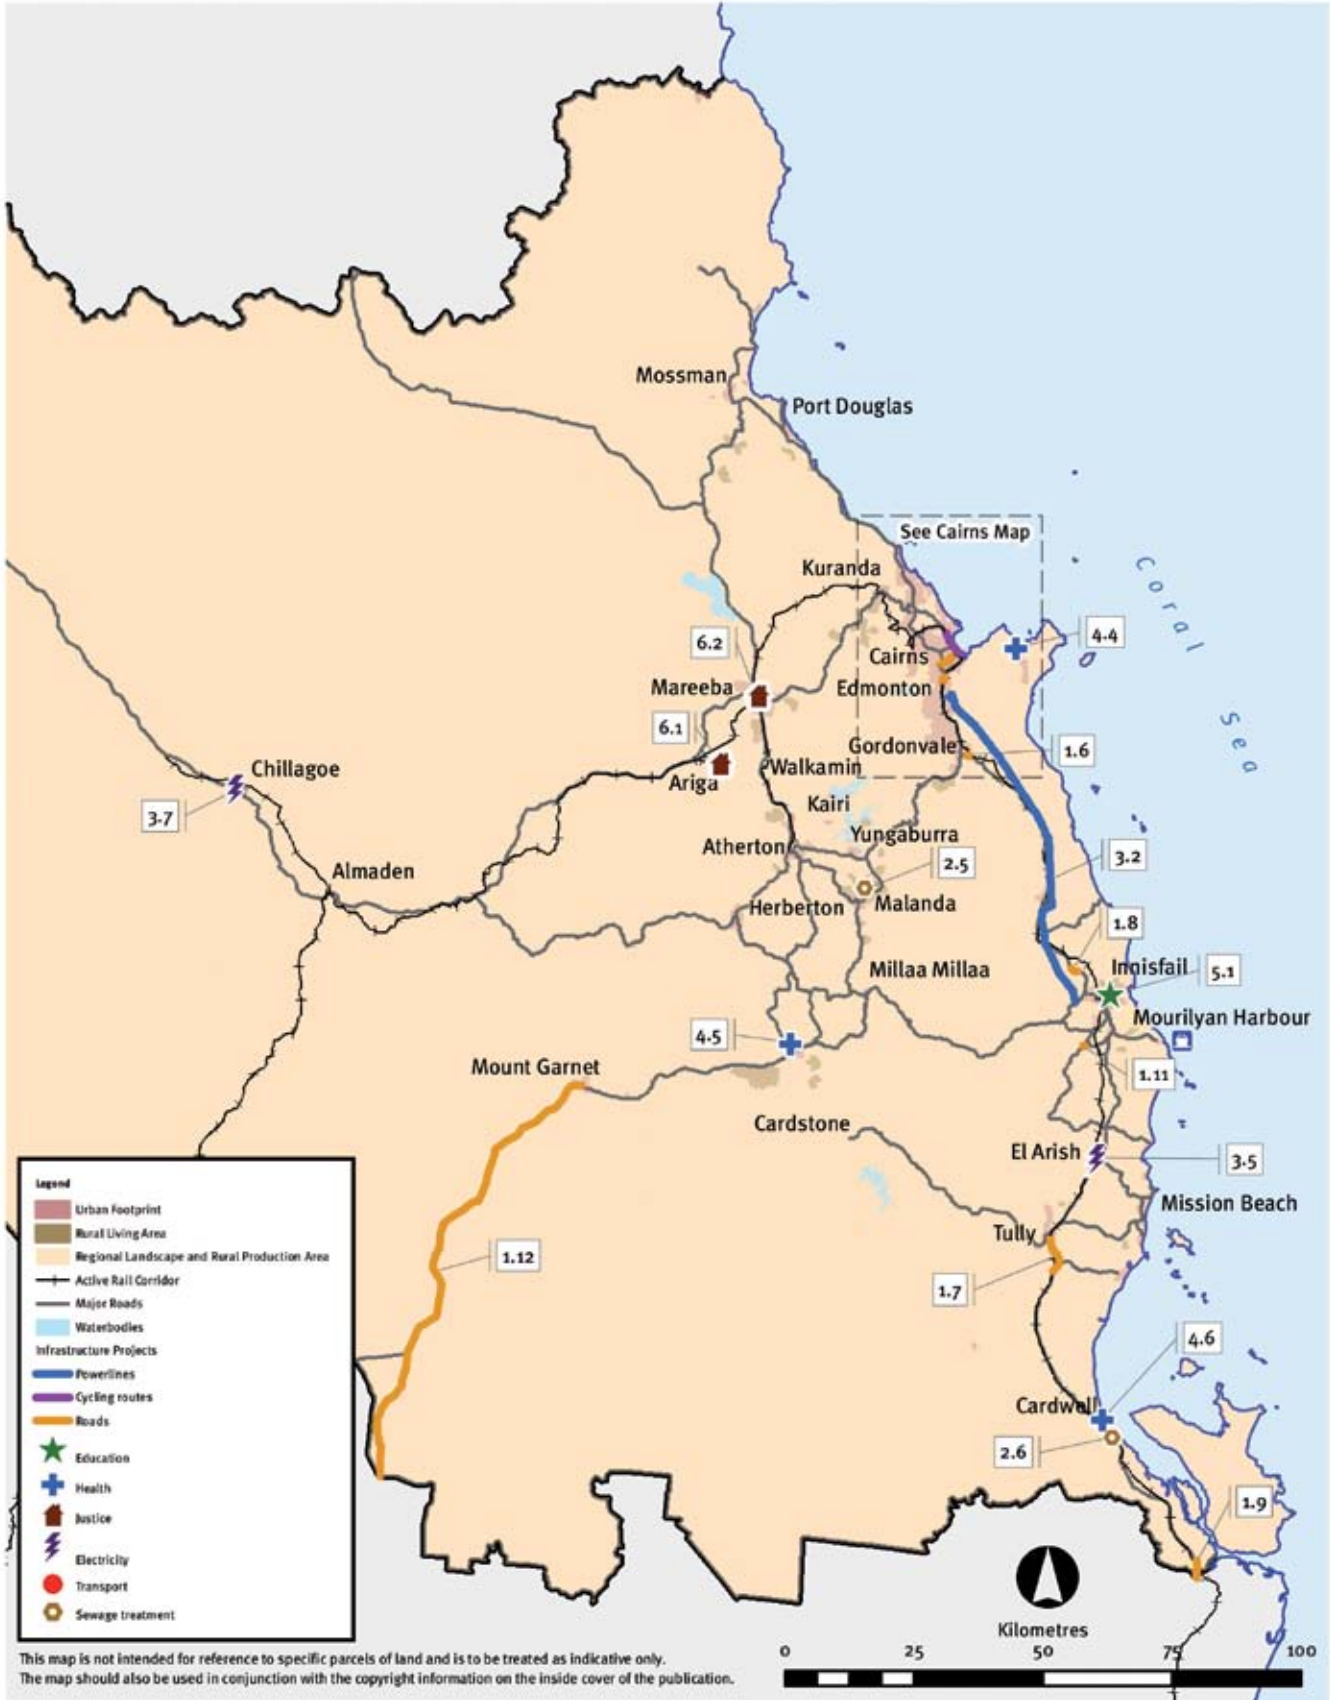 Mossman
Port Douglas
See Cairns Map
Kuranda
Coral
Sea
4.4
6.2
Cairns
Mareeba
Edmonton
6.1
Gordonvale
1.6
Chillagoe
Walkamin
Ariga
3.7
Kairi
Yungaburra
Atherton
3.2
2.5
Almaden
Herberton
Malanda
1.8
Millaa Millaa
Innisfail
5.1
Mourilyan Harbour
4.5
Mount Garnet
1.11
Cardstone
El Arish
3.5
Mission Beach
Tully
1.12
1.7
4.6
Cardwell
2.6
1.9
Legend
Urban Footprint
Rural Living Area
Regional Landscape and Rural Production Area
Active Rail Corridor
Major Roads
Waterbodies
Infrastructure Projects
Powerlines
Cycling routes
Roads
Education
Health
Justice
Electricity
Transport
Sewage treatment
Kilometres
0 25 50 75 100
This map is not intended for reference to specific parcels of land and is to be treated as indicative only.
The map should also be used in conjunction with the copyright information on the inside cover of the publication.